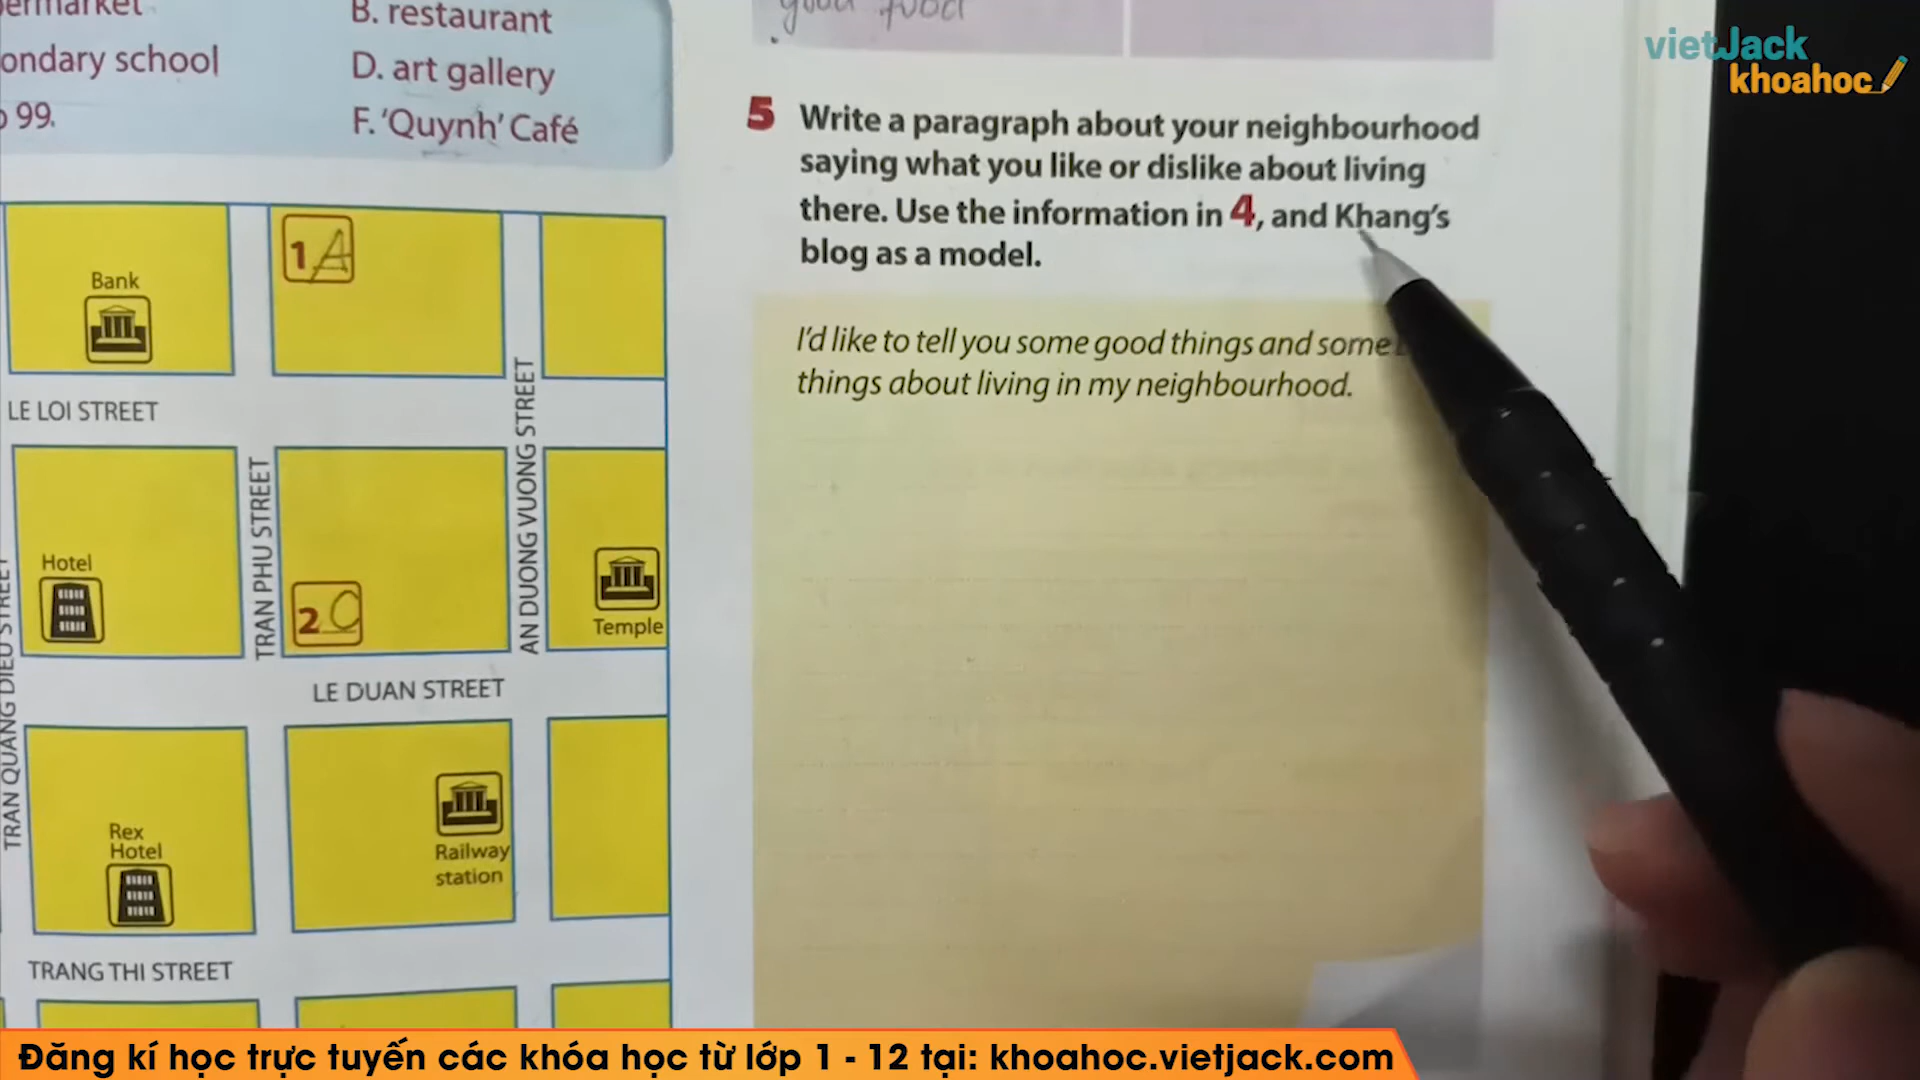 B. restaurant
ondary school
D. art gallery
99.
F. 'Quynh' Café
Bank
1 A
LE LOI STREET
TRAN PHU STREET
AN DUONG VUONG STREET
Hotel
2 C
Temple
TRAN QUANG DIEU STREET
LE DUAN STREET
Rex
Hotel
Railway
station
TRANG THI STREET
good food
5 Write a paragraph about your neighbourhood
saying what you like or dislike about living
there. Use the information in 4, and Khang's
blog as a model.
I'd like to tell you some good things and some
things about living in my neighbourhood.
vietJack
khoahoc
Đăng kí học trực tuyến các khóa học từ lớp 1 - 12 tại: khoahoc.vietjack.com